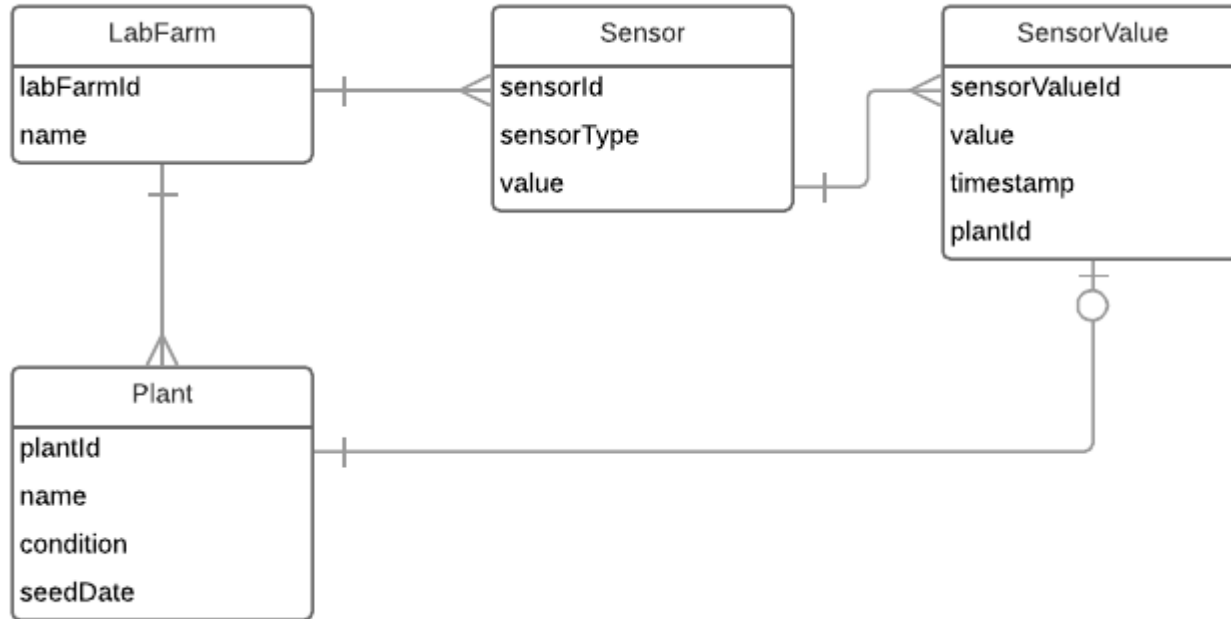 LabFarm
labFarmId
name
Sensor
sensorId
sensorType
value
SensorValue
sensorValueId
value
timestamp
plantId
Plant
plantId
name
condition
seedDate